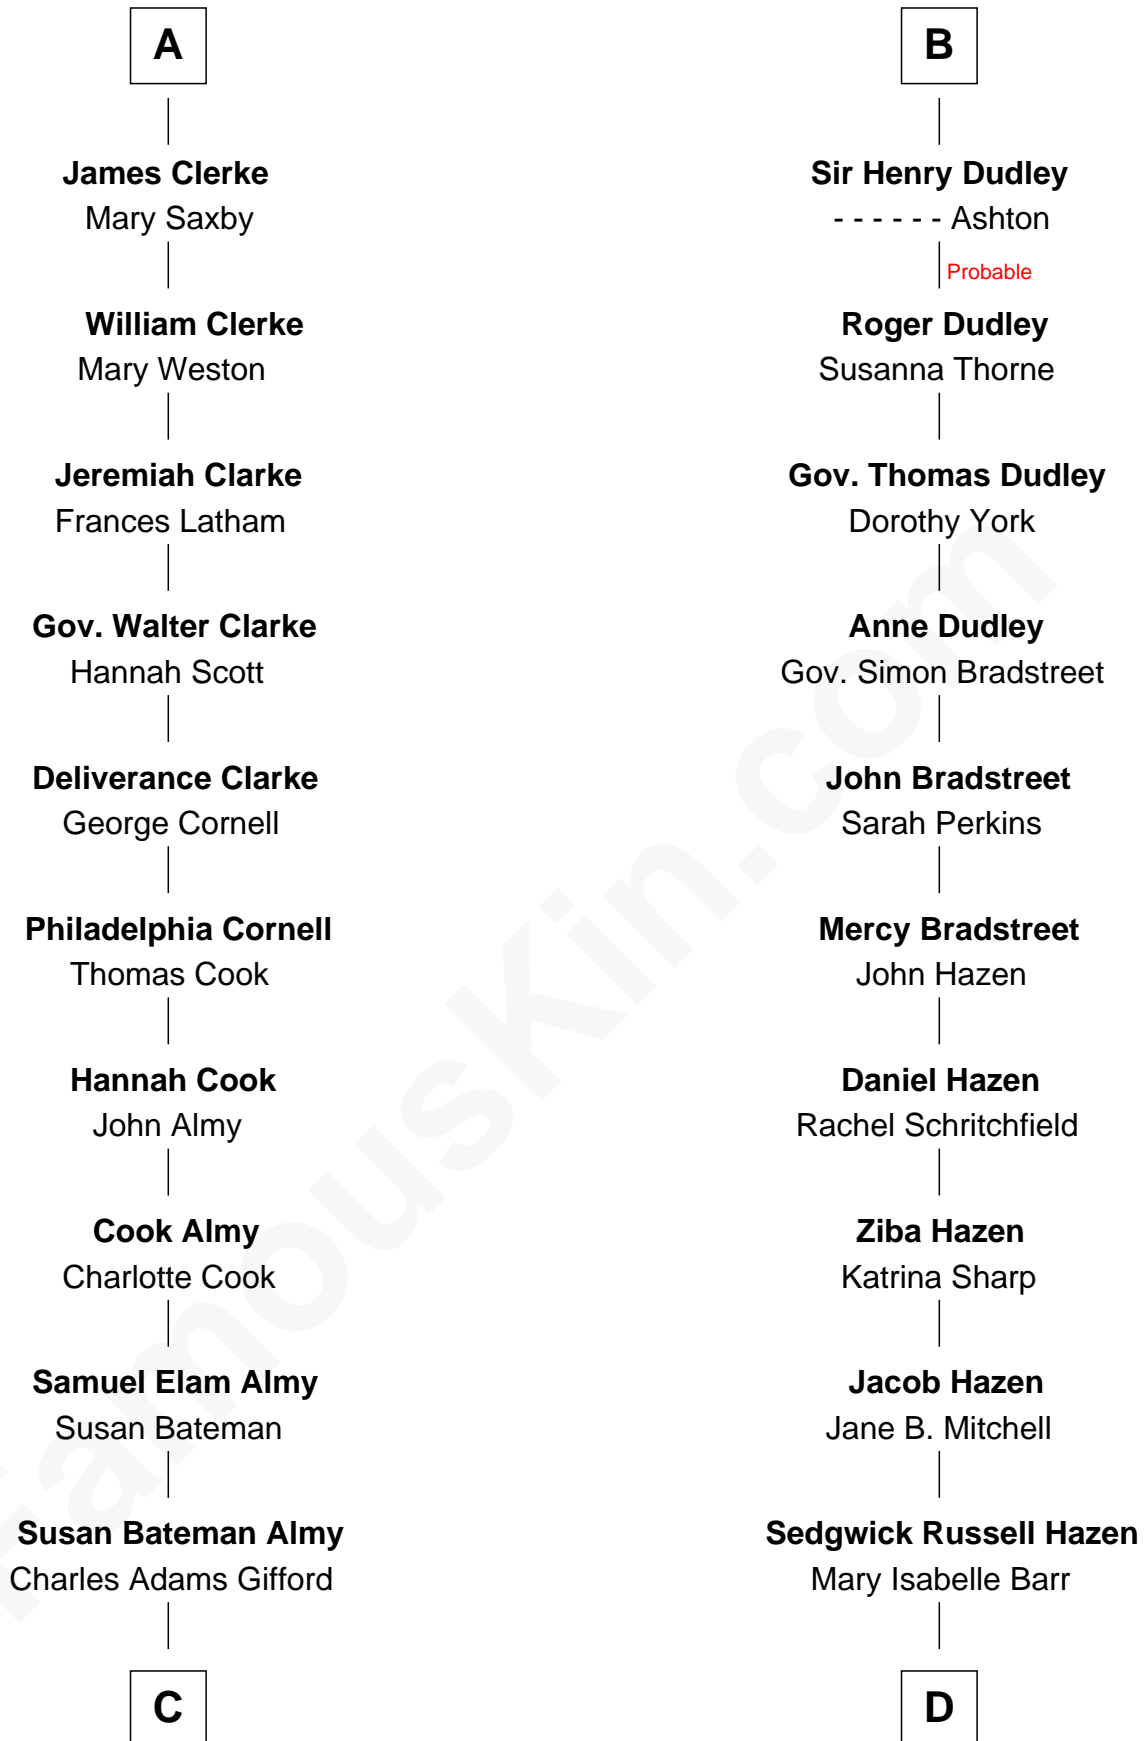 A
James Clerke
Mary Saxby
William Clerke
Mary Weston
Jeremiah Clarke
Frances Latham
Gov. Walter Clarke
Hannah Scott
Deliverance Clarke
George Cornell
Philadelphia Cornell
Thomas Cook
Hannah Cook
John Almy
Cook Almy
Charlotte Cook
Samuel Elam Almy
Susan Bateman
Susan Bateman Almy
Charles Adams Gifford
C
B
Sir Henry Dudley
- - - - - - Ashton
Probable
Roger Dudley
Susanna Thorne
Gov. Thomas Dudley
Dorothy York
Anne Dudley
Gov. Simon Bradstreet
John Bradstreet
Sarah Perkins
Mercy Bradstreet
John Hazen
Daniel Hazen
Rachel Schritchfield
Ziba Hazen
Katrina Sharp
Jacob Hazen
Jane B. Mitchell
Sedgwick Russell Hazen
Mary Isabelle Barr
D
FamousKin.com